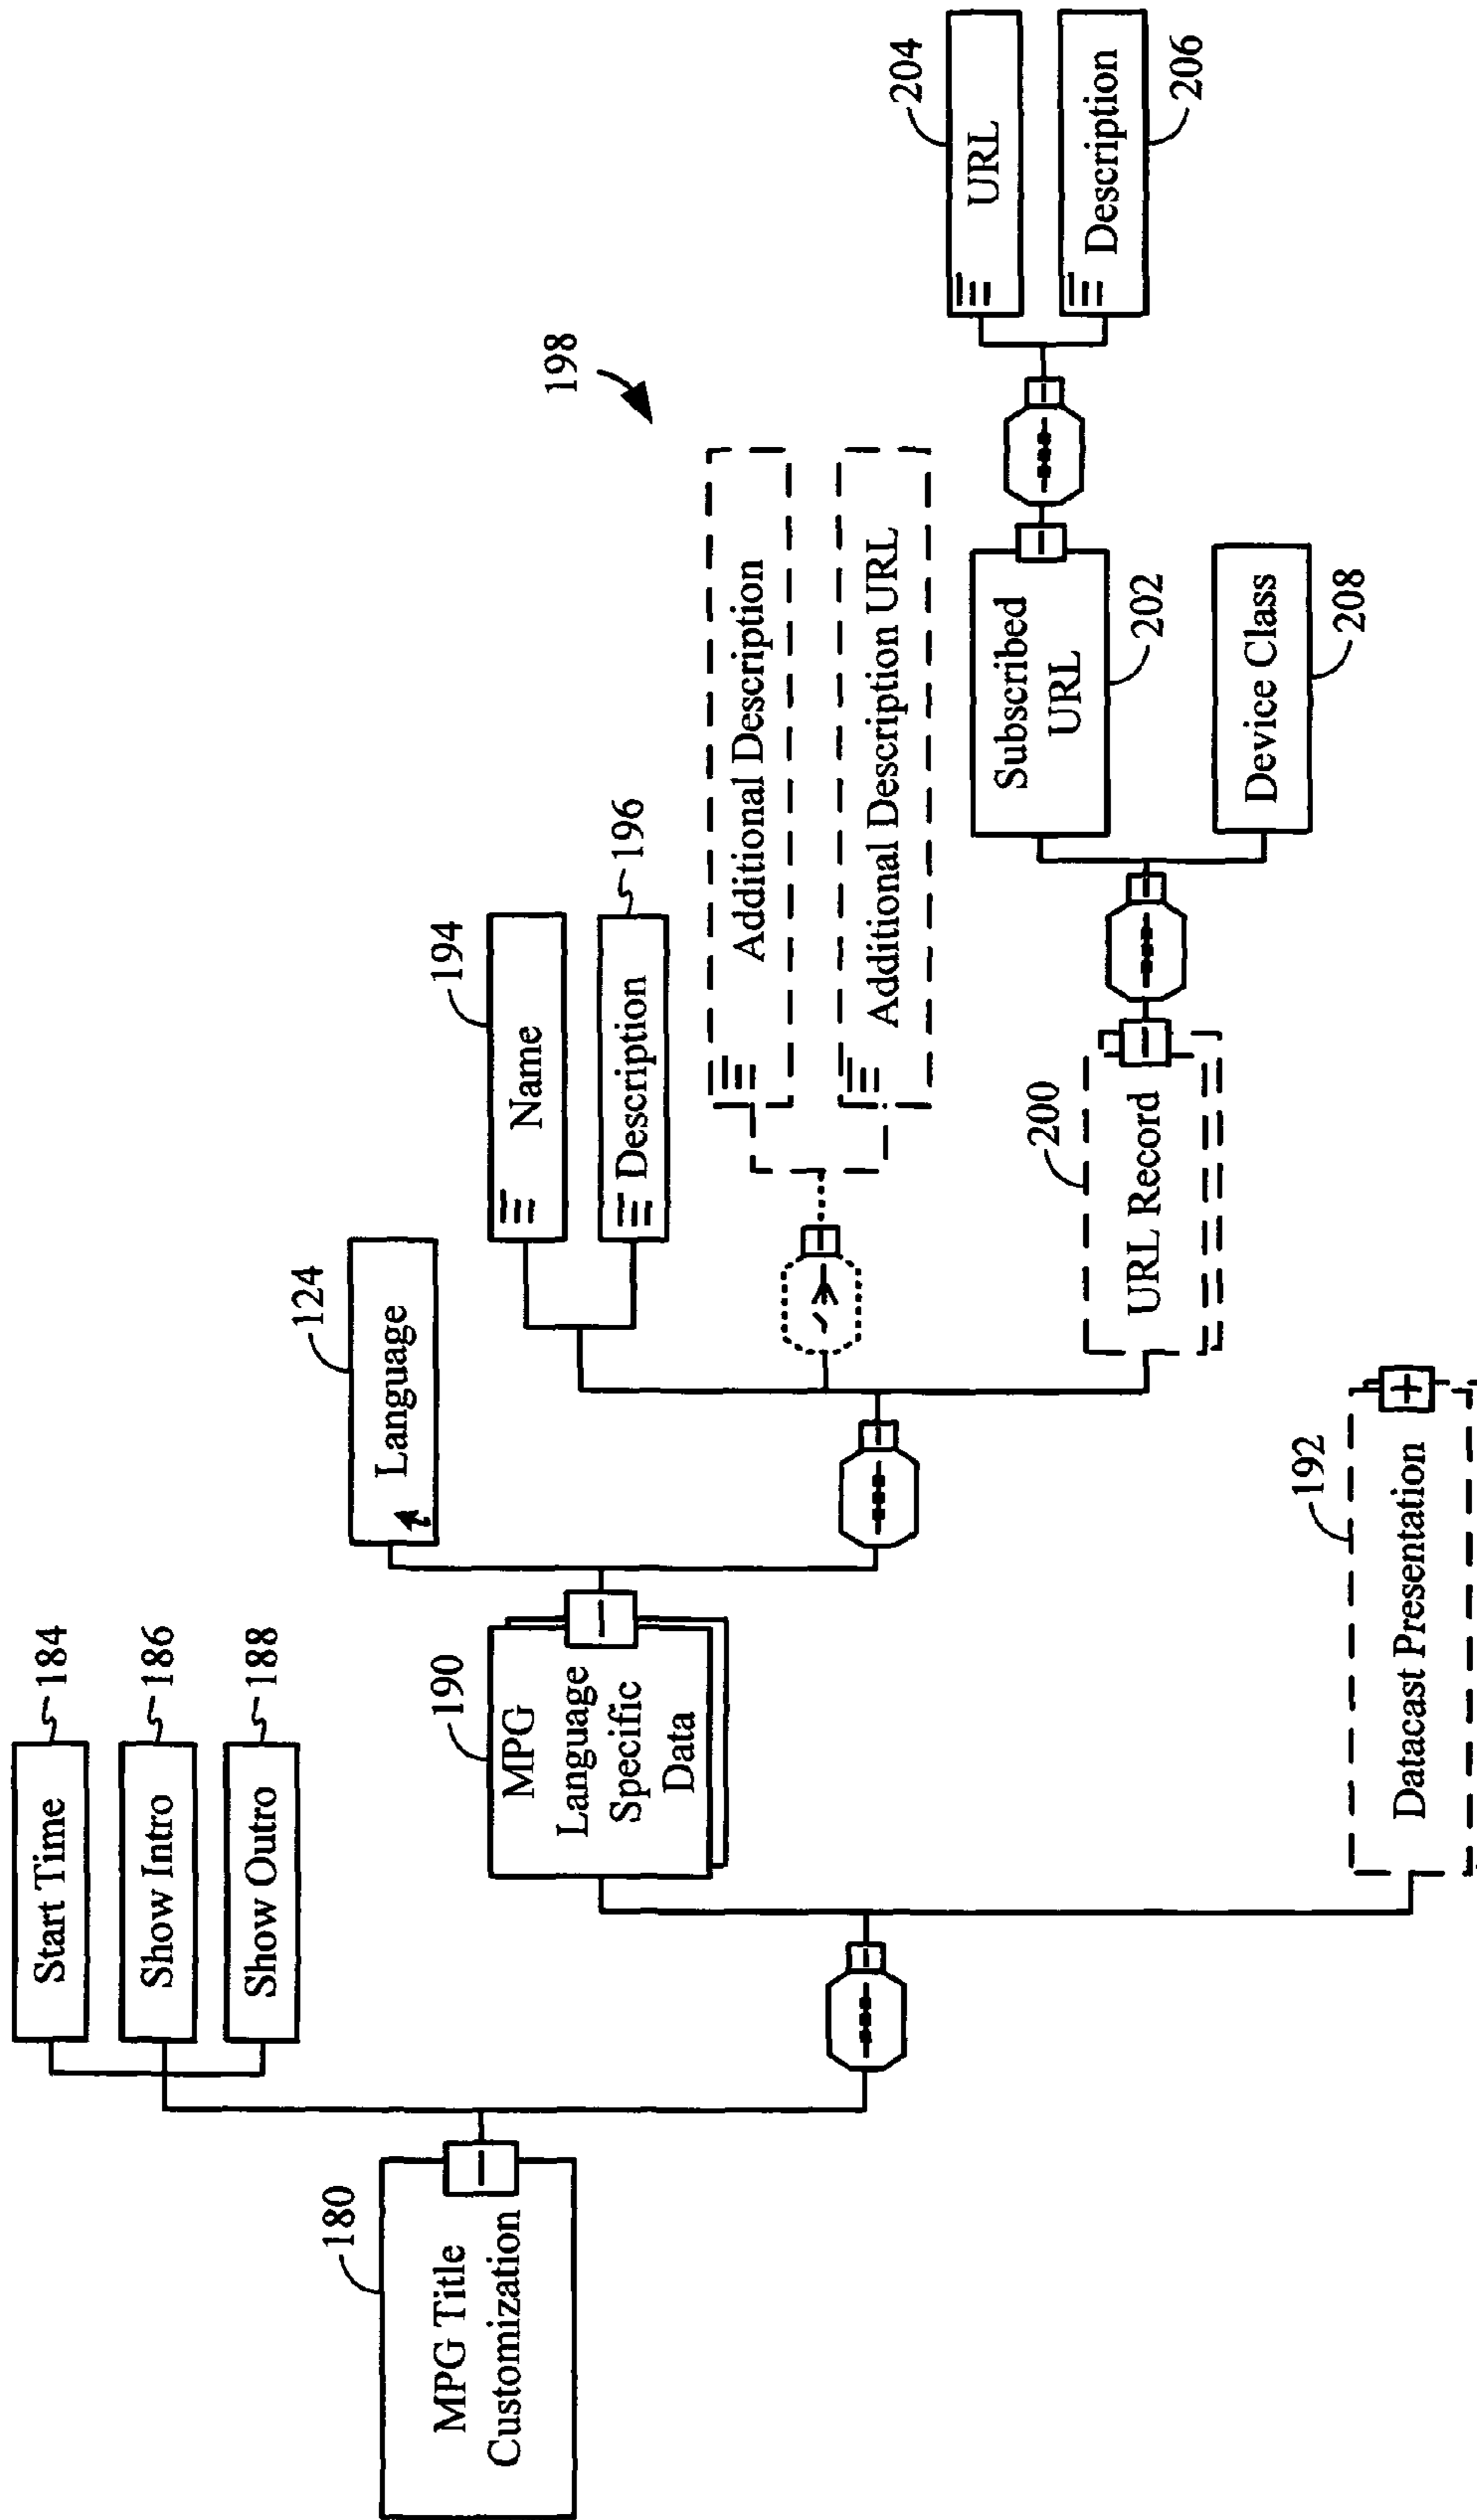 180
MPG Title
Customization
Start Time
184
Show Intro
186
Show Outro
188
190
MPG
Language
Specific
Data
192
Datacast Presentation
124
Language
194
Name
Description
196
198
Additional Description
Additional Description URL
200
URL Record
Subscribed
URL
202
Device Class
208
204
URL
Description
206